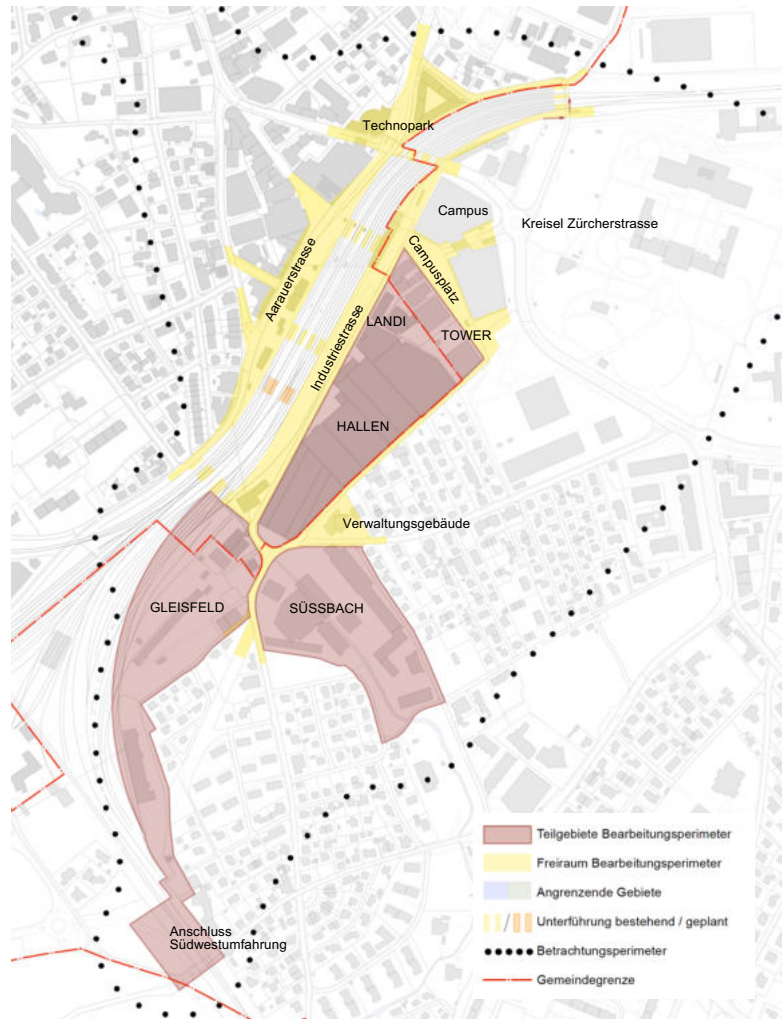 Technopark
Campus
Kreisel Zürcherstrasse
Aarauerstrasse
Campusplatz
Industriestrasse
LANDI
TOWER
HALLEN
Verwaltungsgebäude
GLEISFELD
SÜSSBACH
Anschluss
Südwestumfahrung
Teilgebiete Bearbeitungsperimeter
Freiraum Bearbeitungsperimeter
Angrenzende Gebiete
Unterführung bestehend / geplant
Betrachtungsperimeter
Gemeindegrenze